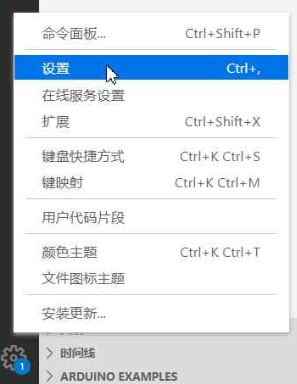 命令面板... Ctrl+Shift+P
设置 Ctrl+,
在线服务设置
扩展 Ctrl+Shift+X
键盘快捷方式 Ctrl+K Ctrl+S
键映射 Ctrl+K Ctrl+M
用户代码片段
颜色主题 Ctrl+K Ctrl+T
文件图标主题
安装更新...
时间线
1
ARDUINO EXAMPLES